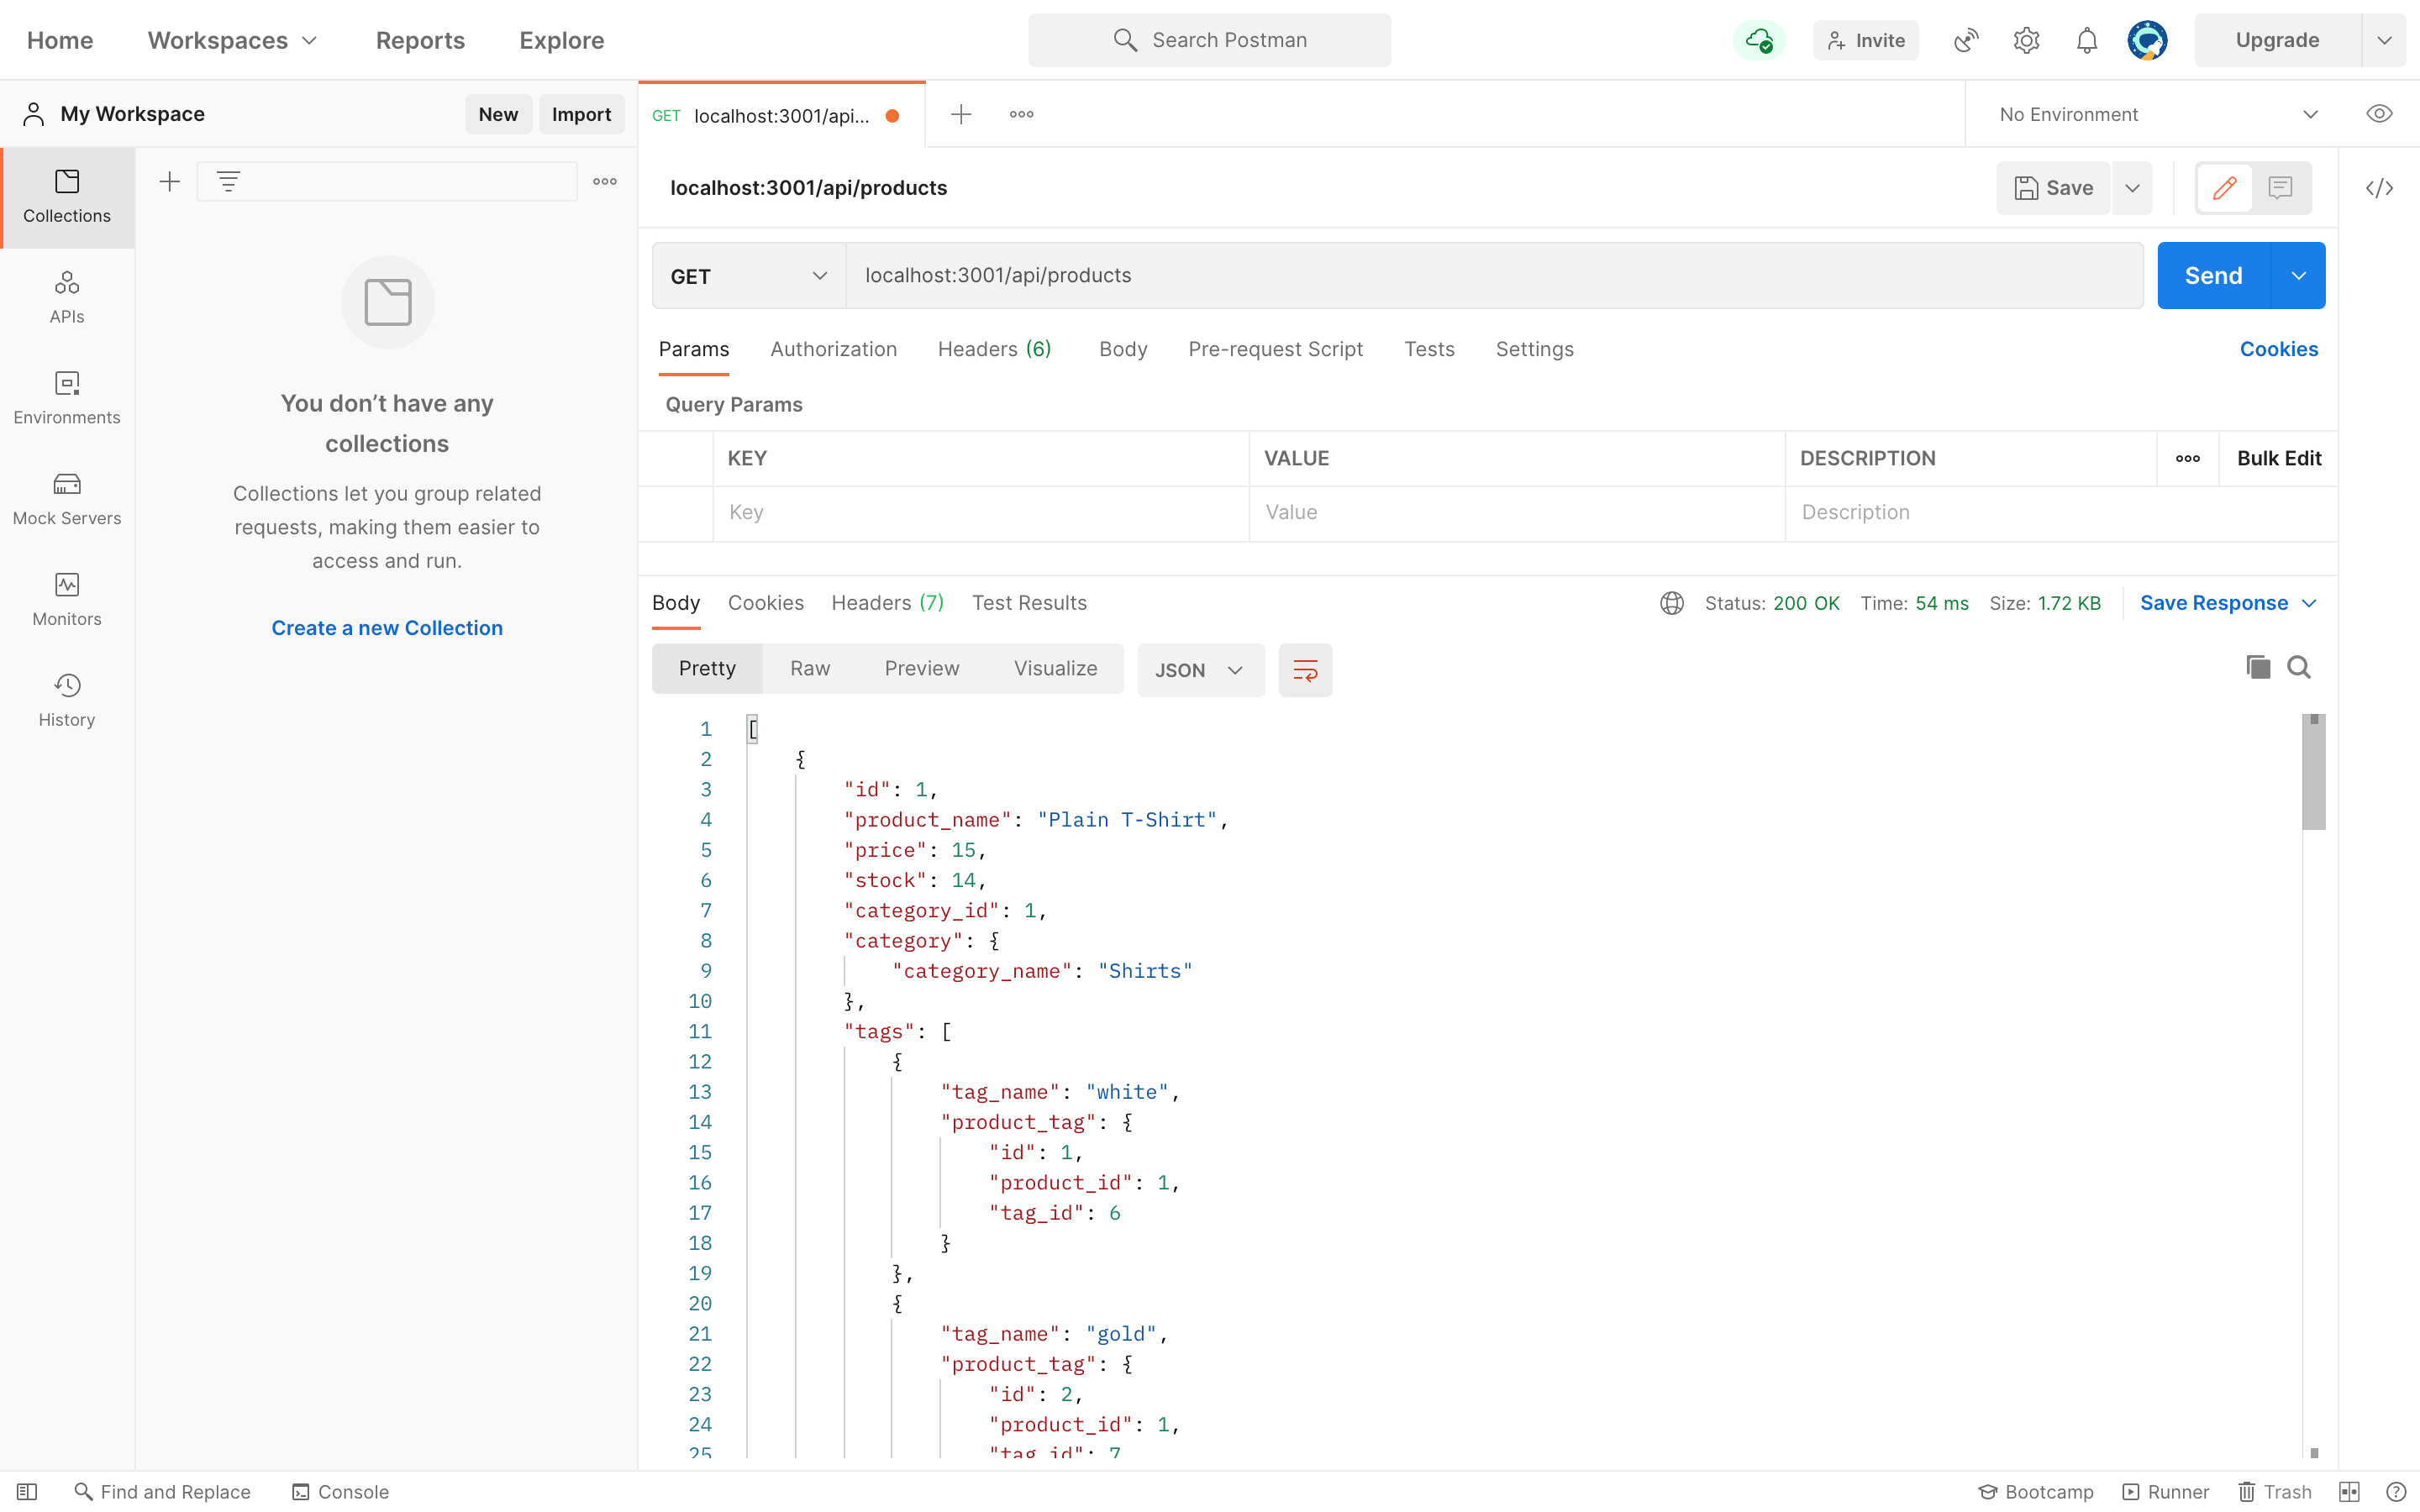 Home Workspaces Reports Explore Search Postman Invite Upgrade
My Workspace New Import GET localhost:3001/api... No Environment
Collections
APIs
Environments
Mock Servers
Monitors
History
You don’t have any
collections
Collections let you group related
requests, making them easier to
access and run.
Create a new Collection
localhost:3001/api/products Save
GET localhost:3001/api/products Send
Params Authorization Headers (6) Body Pre-request Script Tests Settings Cookies
Query Params
KEY VALUE DESCRIPTION Bulk Edit
Key Value Description
Body Cookies Headers (7) Test Results Status: 200 OK Time: 54 ms Size: 1.72 KB Save Response
Pretty Raw Preview Visualize JSON
1 [
2 {
3 "id": 1,
4 "product_name": "Plain T-Shirt",
5 "price": 15,
6 "stock": 14,
7 "category_id": 1,
8 "category": {
9 "category_name": "Shirts"
10 },
11 "tags": [
12 {
13 "tag_name": "white",
14 "product_tag": {
15 "id": 1,
16 "product_id": 1,
17 "tag_id": 6
18 }
19 },
20 {
21 "tag_name": "gold",
22 "product_tag": {
23 "id": 2,
24 "product_id": 1,
25 "tag_id": 7
Find and Replace Console Bootcamp Runner Trash